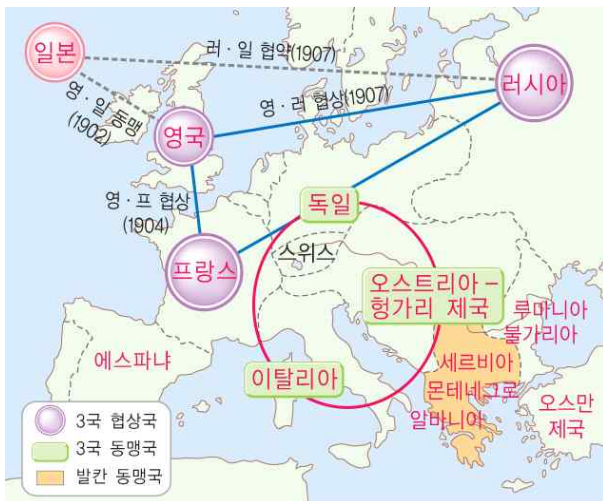 일본
러·일 협약(1907)
러시아
영·일 동맹
(1902)
영·러 협상(1907)
영국
영·프 협상
(1904)
독일
프랑스
스위스
오스트리아-
헝가리 제국
루마니아
불가리아
에스파냐
이탈리아
세르비아
몬테네그로
알바니아
오스만
제국
3국 협상국
3국 동맹국
발칸 동맹국